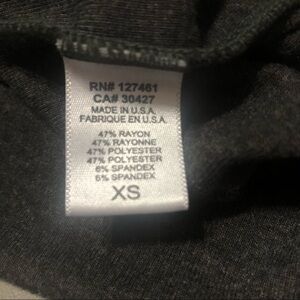 RN# 127461
CA# 30427
MADE IN U.S.A.
FABRIQUE EN U.S.A.
47% RAYON
47% RAYONNE
47% POLYESTER
47% POLYESTER
6% SPANDEX
6% SPANDEX
XS